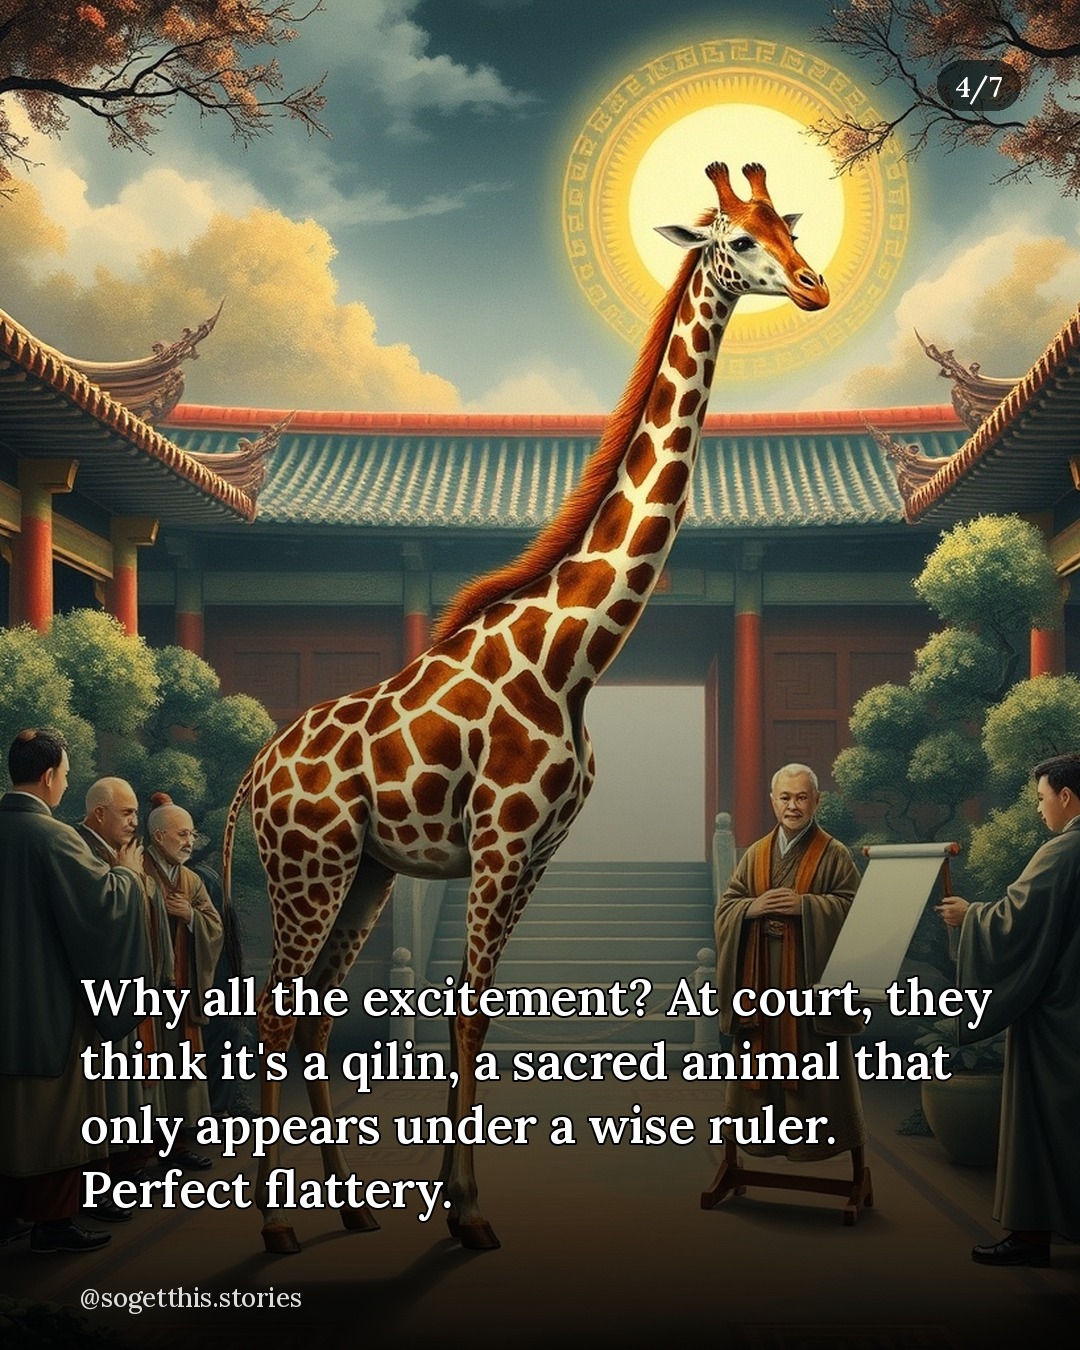 4/7
Why all the excitement? At court, they
think it's a qilin, a sacred animal that
only appears under a wise ruler.
Perfect flattery.
@sogetthis.stories